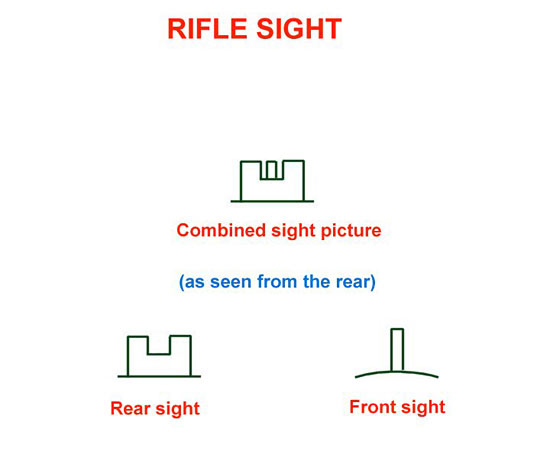 RIFLE SIGHT
Combined sight picture
(as seen from the rear)
Rear sight
Front sight